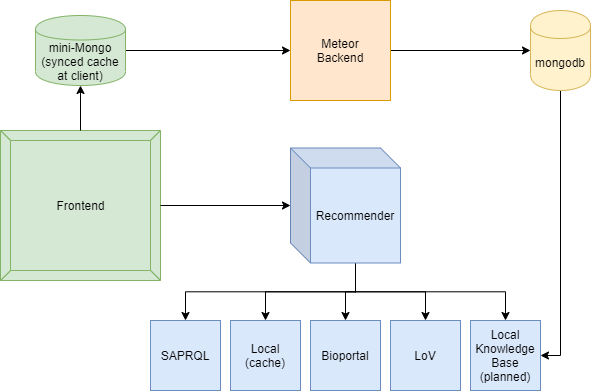 mini-Mongo
(synced cache
at client)
Meteor
Backend
mongodb
Frontend
Recommender
SAPRQL
Local
(cache)
Bioportal
LoV
Local
Knowledge
Base
(planned)